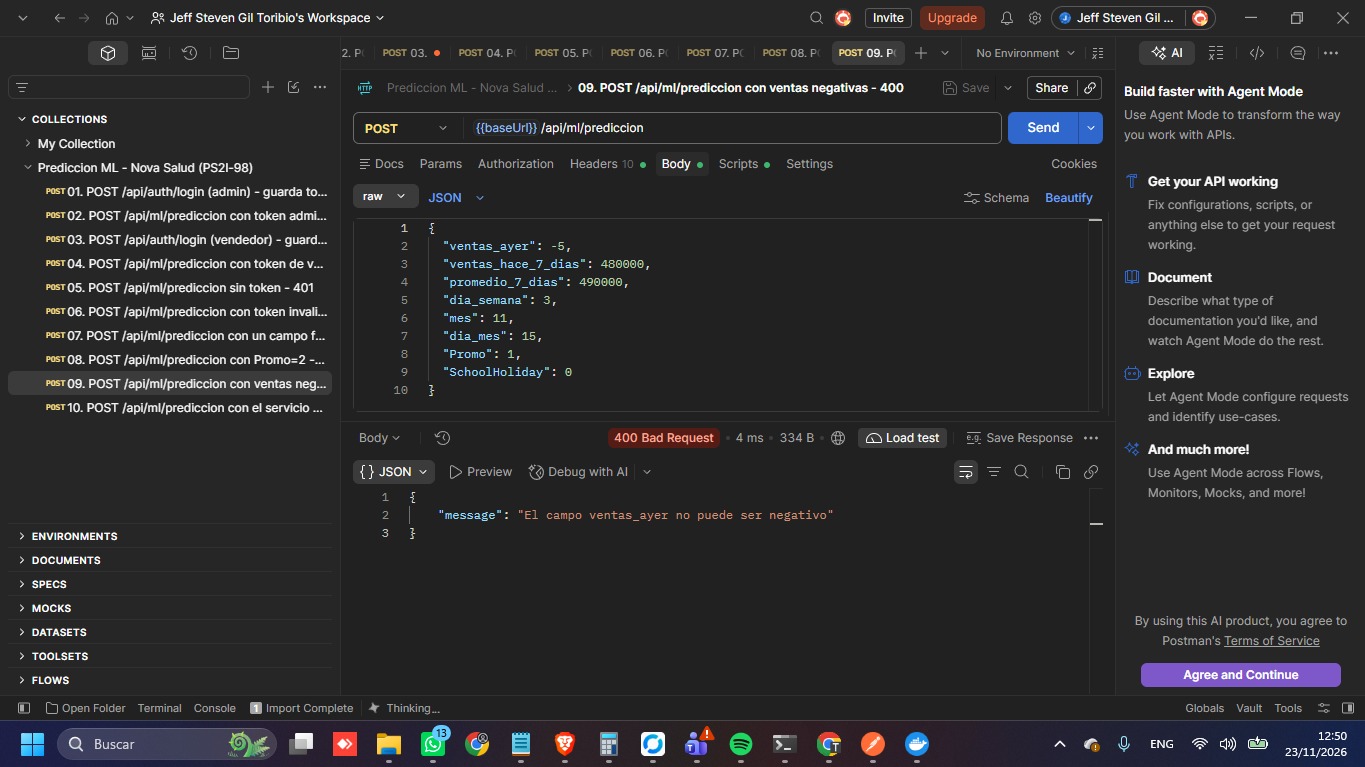 Jeff Steven Gil Toribio's Workspace
Invite
Upgrade
Jeff Steven Gil ...
2. P
POST 03.
POST 04. P
POST 05. P
POST 06. P
POST 07. P
POST 08. P
POST 09. P
No Environment
AI
Prediccion ML - Nova Salud ... > 09. POST /api/ml/prediccion con ventas negativas - 400
Save
Share
POST
{{baseUrl}} /api/ml/prediccion
Send
Docs
Params
Authorization
Headers 10
Body
Scripts
Settings
Cookies
raw
JSON
Schema
Beautify
1 {
2 "ventas_ayer": -5,
3 "ventas_hace_7_dias": 480000,
4 "promedio_7_dias": 490000,
5 "dia_semana": 3,
6 "mes": 11,
7 "dia_mes": 15,
8 "Promo": 1,
9 "SchoolHoliday": 0
10 }
Body
400 Bad Request
4 ms
334 B
Load test
e.g. Save Response
{} JSON
Preview
Debug with AI
1 {
2 "message": "El campo ventas_ayer no puede ser negativo"
3 }
COLLECTIONS
My Collection
Prediccion ML - Nova Salud (PS2I-98)
POST 01. POST /api/auth/login (admin) - guarda to...
POST 02. POST /api/ml/prediccion con token admi...
POST 03. POST /api/auth/login (vendedor) - guard...
POST 04. POST /api/ml/prediccion con token de v...
POST 05. POST /api/ml/prediccion sin token - 401
POST 06. POST /api/ml/prediccion con token invali...
POST 07. POST /api/ml/prediccion con un campo f...
POST 08. POST /api/ml/prediccion con Promo=2 -...
POST 09. POST /api/ml/prediccion con ventas neg...
POST 10. POST /api/ml/prediccion con el servicio ...
ENVIRONMENTS
DOCUMENTS
SPECS
MOCKS
DATASETS
TOOLSETS
FLOWS
Build faster with Agent Mode
Use Agent Mode to transform the way
you work with APIs.
Get your API working
Fix configurations, scripts, or
anything else to get your request
working.
Document
Describe what type of
documentation you'd like, and
watch Agent Mode do the rest.
Explore
Let Agent Mode configure requests
and identify use-cases.
And much more!
Use Agent Mode across Flows,
Monitors, Mocks, and more!
By using this AI product, you agree to
Postman's Terms of Service
Agree and Continue
Open Folder
Terminal
Console
1 Import Complete
Thinking...
Globals
Vault
Tools
Buscar
13
ENG
12:50
23/11/2026